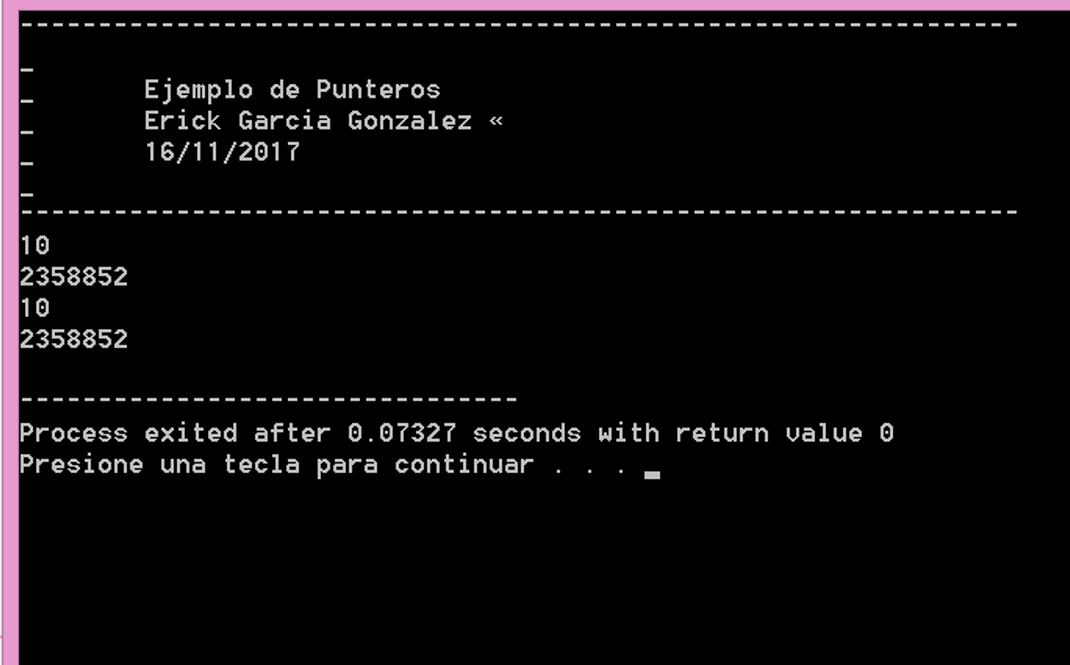 ----------------------------------------------------------------
-
-       Ejemplo de Punteros
-       Erick Garcia Gonzalez «
-       16/11/2017
-
----------------------------------------------------------------
10
2358852
10
2358852
--------------------------------
Process exited after 0.07327 seconds with return value 0
Presione una tecla para continuar . . . _